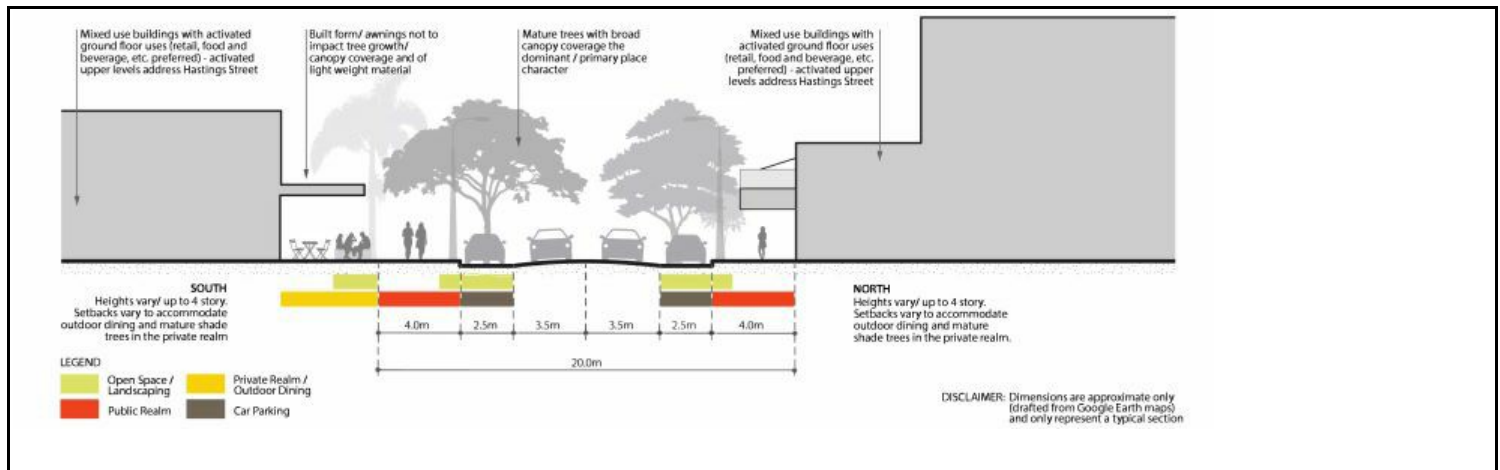 Mixed use buildings with activated
ground floor uses (retail, food and
beverage, etc. preferred) - activated
upper levels address Hastings Street
Built form/ awnings not to
impact tree growth/
canopy coverage and of
light weight material
Mature trees with broad
canopy coverage the
dominant / primary place
character
Mixed use buildings with
activated ground floor uses
(retail, food and beverage, etc.
preferred) - activated upper
levels address Hastings Street
SOUTH
Heights vary/ up to 4 story.
Setbacks vary to accommodate
outdoor dining and mature shade
trees in the private realm
NORTH
Heights vary/ up to 4 story.
Setbacks vary to accommodate
outdoor dining and mature
shade trees in the private realm.
4.0m 2.5m 3.5m 3.5m 2.5m 4.0m
20.0m
LEGEND
Open Space /
Landscaping
Private Realm /
Outdoor Dining
Public Realm
Car Parking
DISCLAIMER: Dimensions are approximate only
(drafted from Google Earth maps)
and only represent a typical section